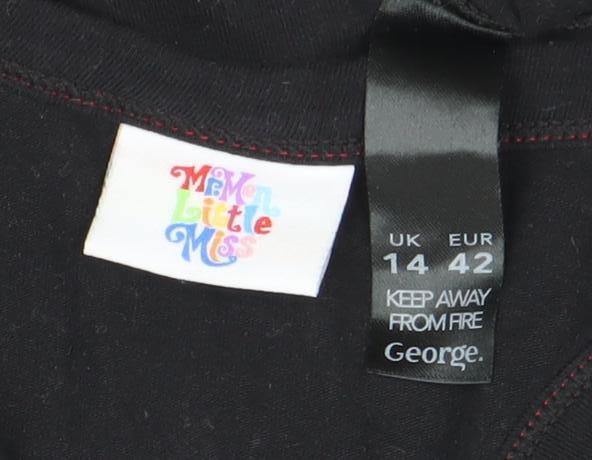 Mr.Men
Little
Miss
UK EUR
14 42
KEEP AWAY
FROM FIRE
George.